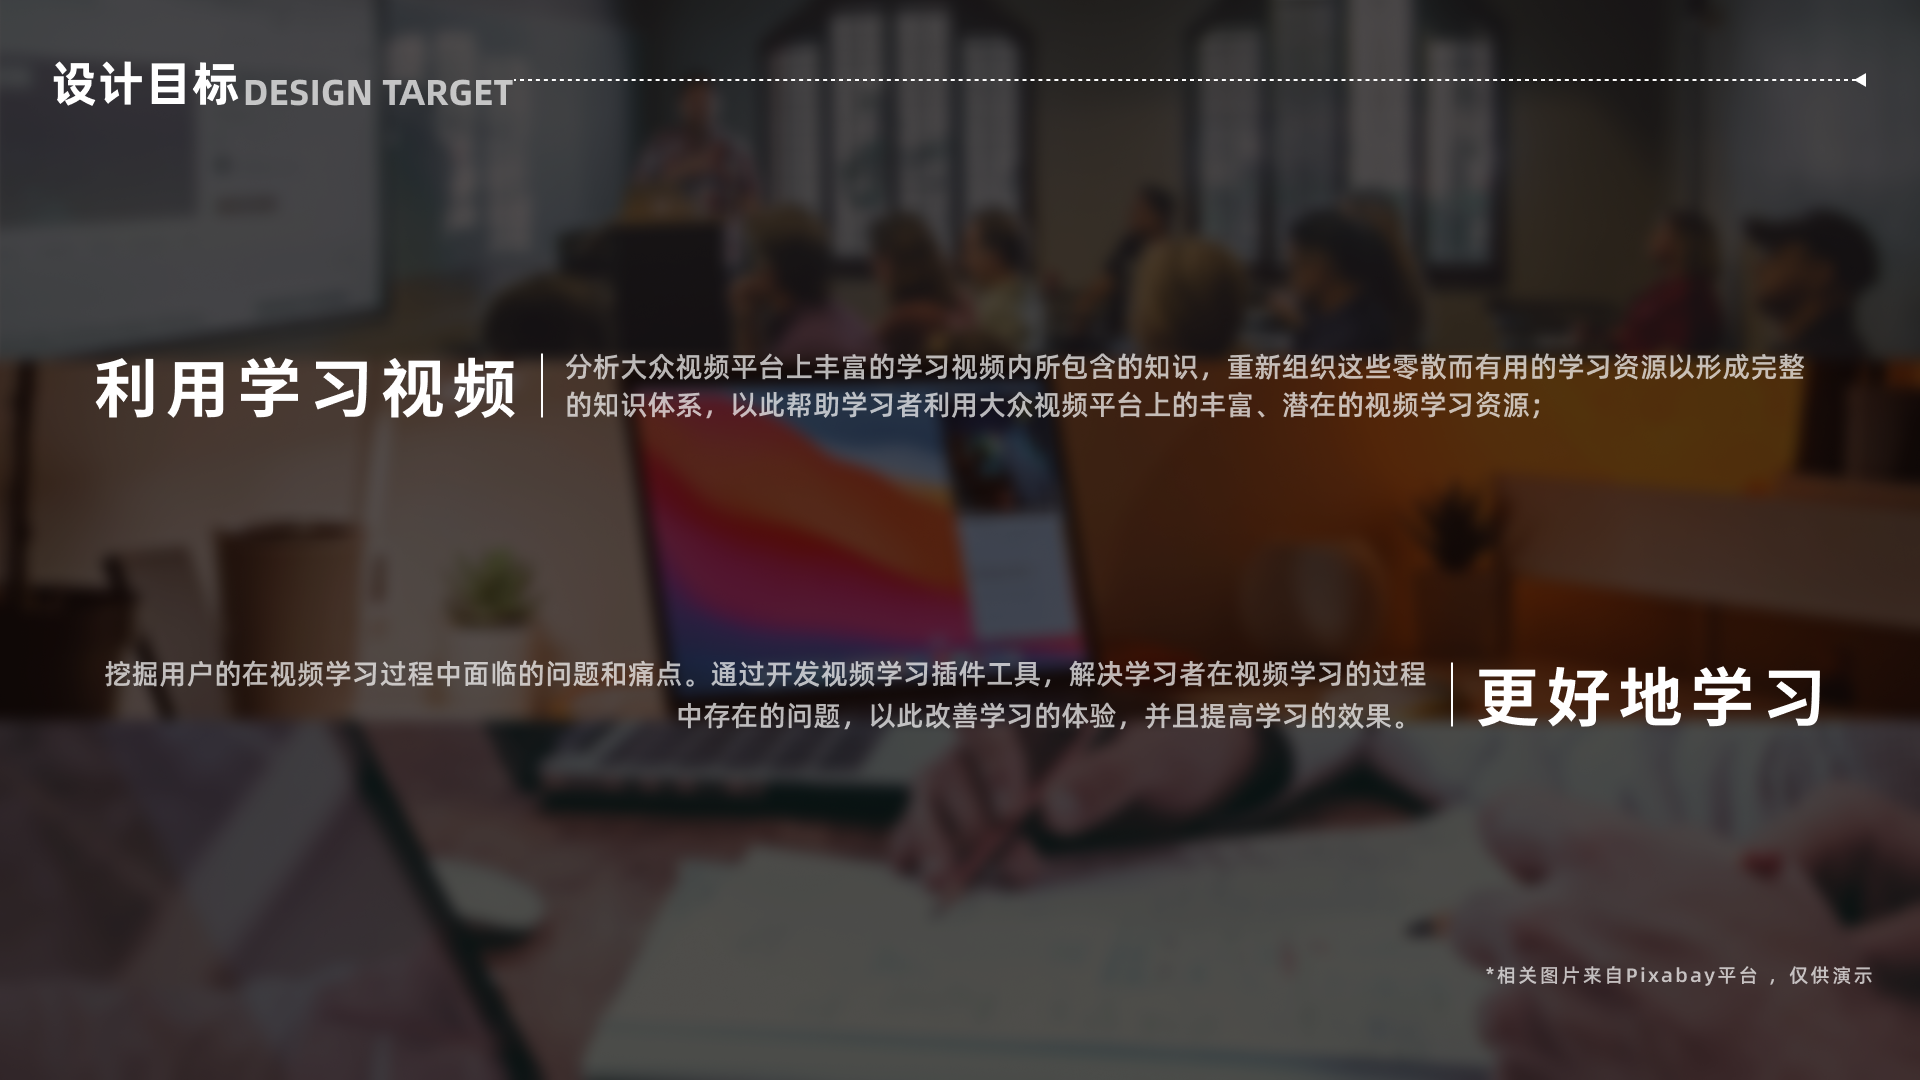 设计目标 DESIGN TARGET
利用学习视频
分析大众视频平台上丰富的学习视频内所包含的知识，重新组织这些零散而有用的学习资源以形成完整
的知识体系，以此帮助学习者利用大众视频平台上的丰富、潜在的视频学习资源；
挖掘用户的在视频学习过程中面临的问题和痛点。通过开发视频学习插件工具，解决学习者在视频学习的过程
中存在的问题，以此改善学习的体验，并且提高学习的效果。
更好地学习
*相关图片来自Pixabay平台 ，仅供演示